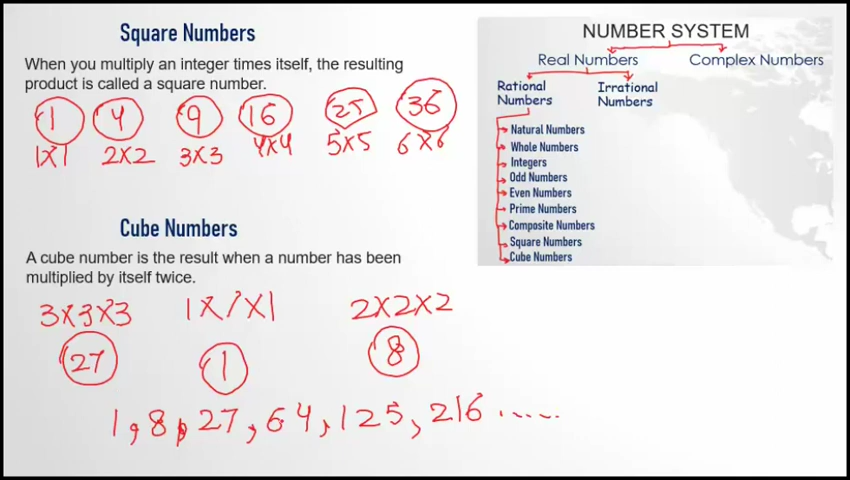 Square Numbers
When you multiply an integer times itself, the resulting
product is called a square number.
1 4 9 16 25 36
1X1 2X2 3X3 4X4 5X5 6X6
Cube Numbers
A cube number is the result when a number has been
multiplied by itself twice.
3X3X3 1X1X1 2X2X2
27 1 8
1, 8, 27, 64, 125, 216 ......
NUMBER SYSTEM
Real Numbers Complex Numbers
Rational
Numbers
Irrational
Numbers
Natural Numbers
Whole Numbers
Integers
Odd Numbers
Even Numbers
Prime Numbers
Composite Numbers
Square Numbers
Cube Numbers